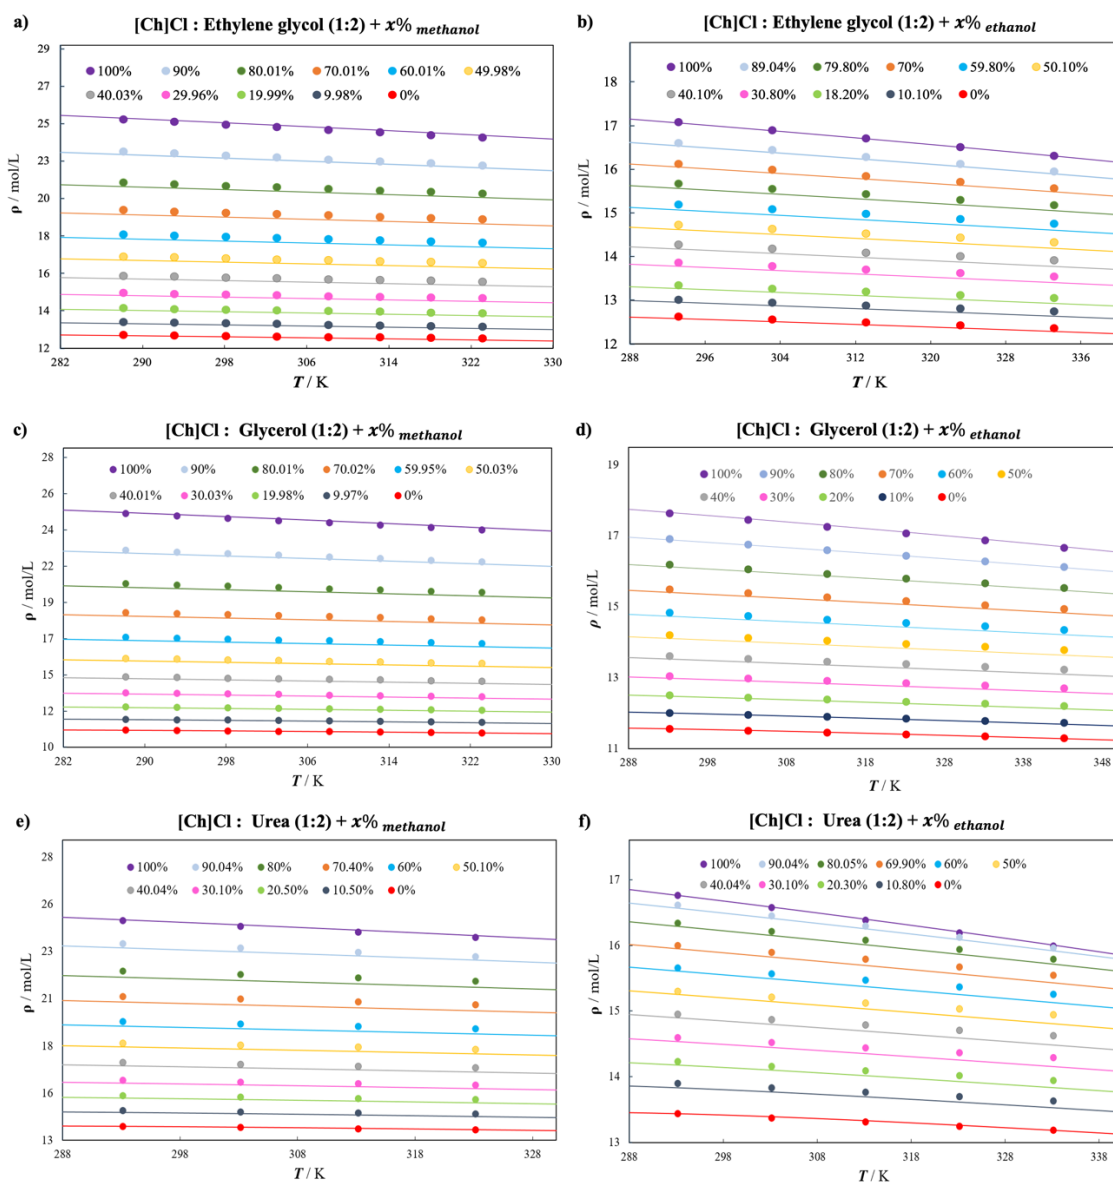 a)
[Ch]Cl : Ethylene glycol (1:2) + x% methanol
29
27
25
23
20
18
16
14
12
100% 90% 80.01% 70.01% 60.01% 49.98%
40.03% 29.96% 19.99% 9.98% 0%
ρ / mol/L
282 290 298 306 314 322 330
T / K
b)
[Ch]Cl : Ethylene glycol (1:2) + x% ethanol
18
17
16
15
14
13
12
100% 89.04% 79.80% 70% 59.80% 50.10%
40.10% 30.80% 18.20% 10.10% 0%
ρ / mol/L
288 296 304 312 320 328 336
T / K
c)
[Ch]Cl : Glycerol (1:2) + x% methanol
28
26
24
22
19
17
15
12
10
100% 90% 80.01% 70.02% 59.95% 50.03%
40.01% 30.03% 19.98% 9.97% 0%
ρ / mol/L
282 290 298 306 314 322 330
T / K
d)
[Ch]Cl : Glycerol (1:2) + x% ethanol
19
17
15
13
11
100% 90% 80% 70% 60% 50%
40% 30% 20% 10% 0%
ρ / mol/L
288 298 308 318 328 338 348
T / K
e)
[Ch]Cl : Urea (1:2) + x% methanol
28
26
23
21
18
16
13
100% 90.04% 80% 70.40% 60% 50.10%
40.04% 30.10% 20.50% 10.50% 0%
ρ / mol/L
288 298 308 318 328
T / K
f)
[Ch]Cl : Urea (1:2) + x% ethanol
17
16
15
14
13
100% 90.04% 80.05% 69.90% 60% 50%
40.04% 30.10% 20.30% 10.80% 0%
ρ / mol/L
288 298 308 318 328 338
T / K